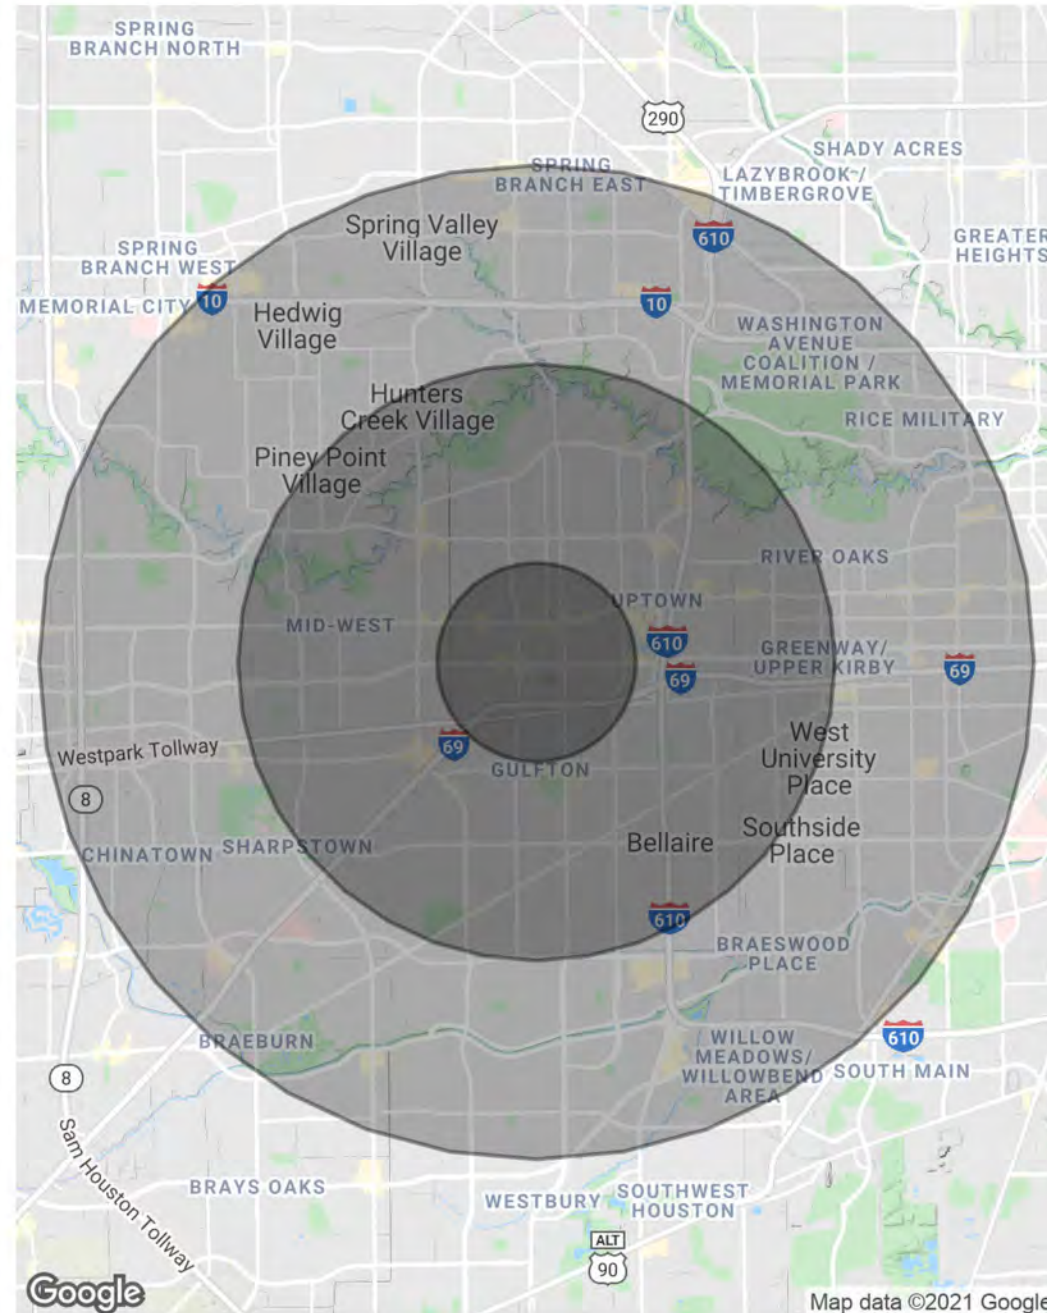 SPRING
BRANCH NORTH
290
SHADY ACRES
SPRING
BRANCH EAST
LAZYBROOK /
TIMBERGROVE
Spring Valley
Village
610
GREATER
HEIGHTS
SPRING
BRANCH WEST
MEMORIAL CITY
10
10
Hedwig
Village
WASHINGTON
AVENUE
COALITION /
MEMORIAL PARK
Hunters
Creek Village
RICE MILITARY
Piney Point
Village
RIVER OAKS
UPTOWN
MID-WEST
610
GREENWAY/
UPPER KIRBY
69
69
West
University
Place
Westpark Tollway
69
GULFTON
8
Southside
Place
Bellaire
CHINATOWN
SHARPSTOWN
610
BRAESWOOD
PLACE
BRAEBURN
WILLOW
MEADOWS/
WILLOWBEND
AREA
610
SOUTH MAIN
8
Sam Houston Tollway
BRAYS OAKS
WESTBURY
SOUTHWEST
HOUSTON
ALT
90
Google
Map data ©2021 Google